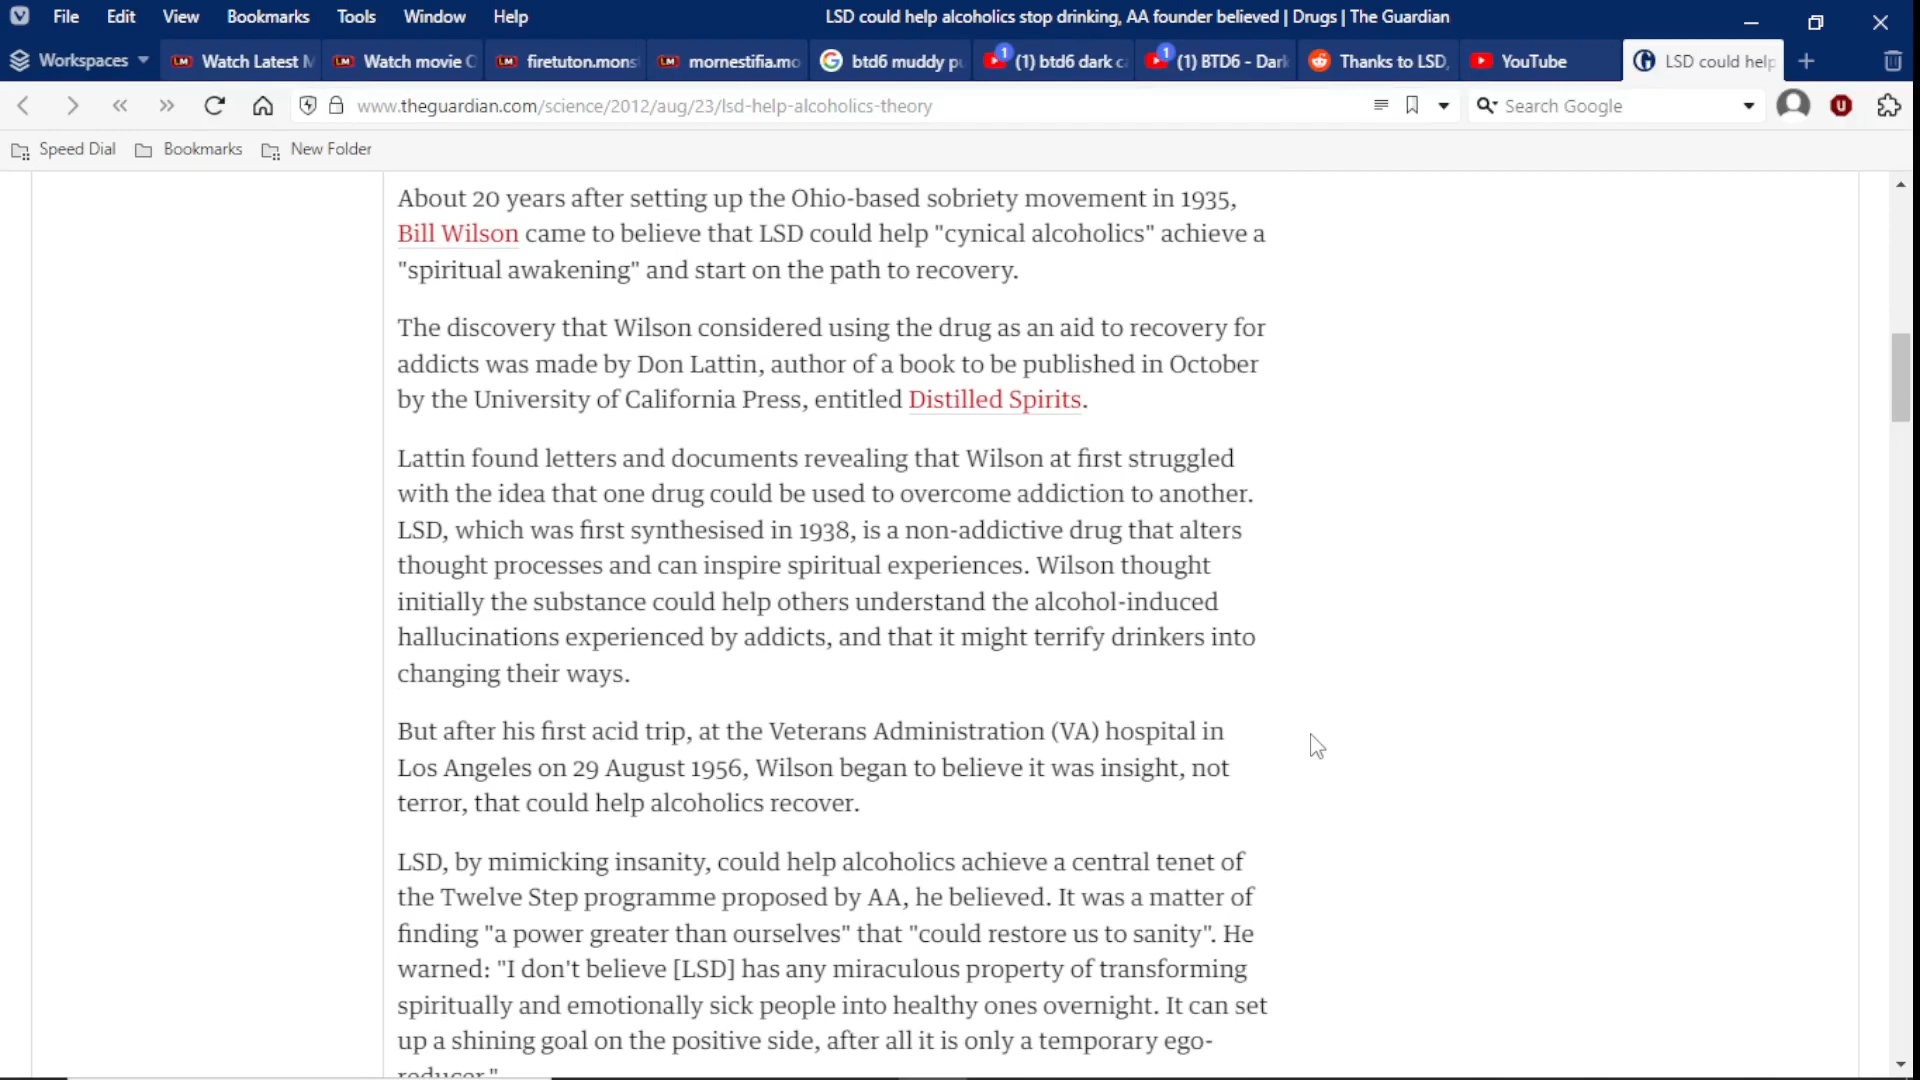 File Edit View Bookmarks Tools Window Help
LSD could help alcoholics stop drinking, AA founder believed | Drugs | The Guardian
Workspaces
Watch Latest M
Watch movie O
firetuton.mons
mornestifia.mo
btd6 muddy pu
(1) btd6 dark ca
(1) BTD6 - Dark
Thanks to LSD,
YouTube
LSD could help
www.theguardian.com/science/2012/aug/23/lsd-help-alcoholics-theory
Search Google
Speed Dial Bookmarks New Folder
About 20 years after setting up the Ohio-based sobriety movement in 1935,
Bill Wilson came to believe that LSD could help "cynical alcoholics" achieve a
"spiritual awakening" and start on the path to recovery.
The discovery that Wilson considered using the drug as an aid to recovery for
addicts was made by Don Lattin, author of a book to be published in October
by the University of California Press, entitled Distilled Spirits.
Lattin found letters and documents revealing that Wilson at first struggled
with the idea that one drug could be used to overcome addiction to another.
LSD, which was first synthesised in 1938, is a non-addictive drug that alters
thought processes and can inspire spiritual experiences. Wilson thought
initially the substance could help others understand the alcohol-induced
hallucinations experienced by addicts, and that it might terrify drinkers into
changing their ways.
But after his first acid trip, at the Veterans Administration (VA) hospital in
Los Angeles on 29 August 1956, Wilson began to believe it was insight, not
terror, that could help alcoholics recover.
LSD, by mimicking insanity, could help alcoholics achieve a central tenet of
the Twelve Step programme proposed by AA, he believed. It was a matter of
finding "a power greater than ourselves" that "could restore us to sanity". He
warned: "I don't believe [LSD] has any miraculous property of transforming
spiritually and emotionally sick people into healthy ones overnight. It can set
up a shining goal on the positive side, after all it is only a temporary ego-
reducer."